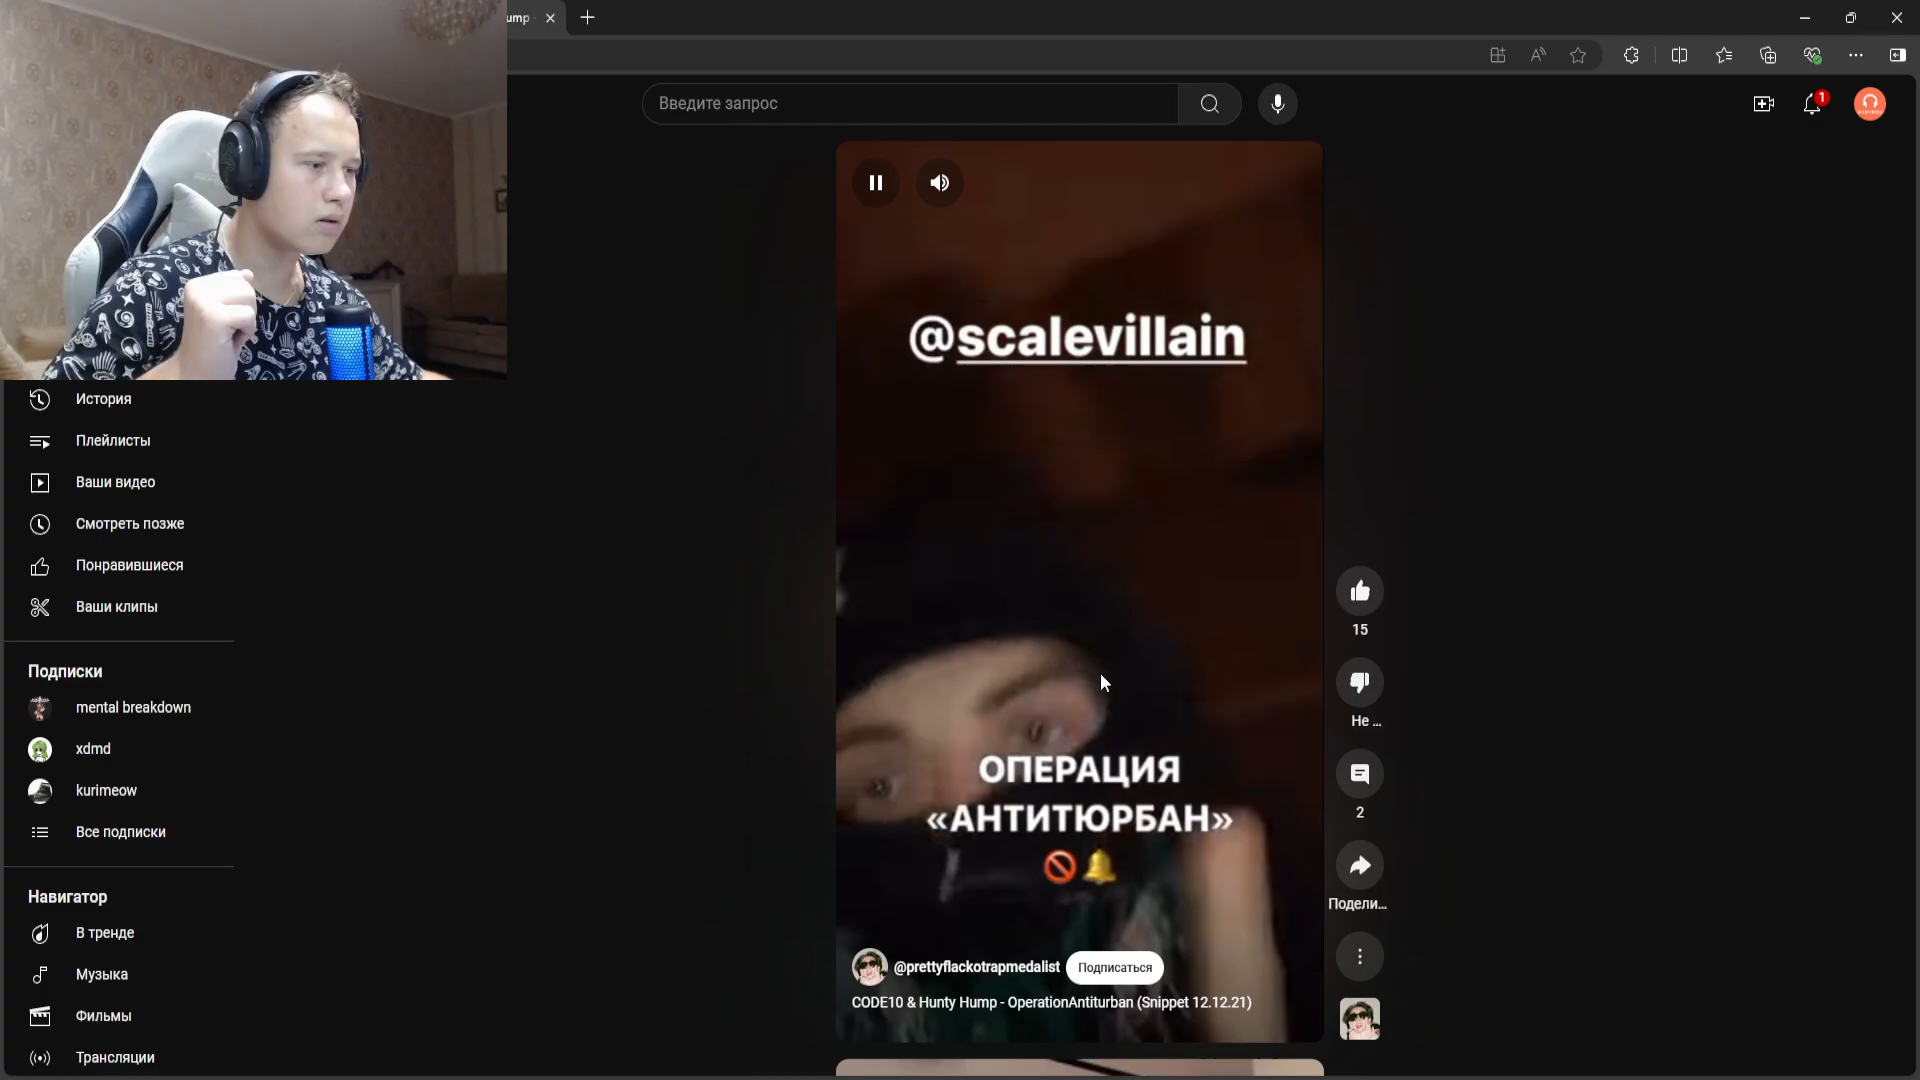 ump
Введите запрос
1
@scalevillain
История
Плейлисты
Ваши видео
Смотреть позже
Понравившиеся
Ваши клипы
Подписки
mental breakdown
xdmd
kurimeow
Все подписки
Навигатор
В тренде
Музыка
Фильмы
Трансляции
ОПЕРАЦИЯ
«АНТИТЮРБАН»
🚫🔔
@prettyflackotrapmedalist Подписаться
CODE10 & Hunty Hump - OperationAntiturban (Snippet 12.12.21)
15
Не ...
2
Подели...